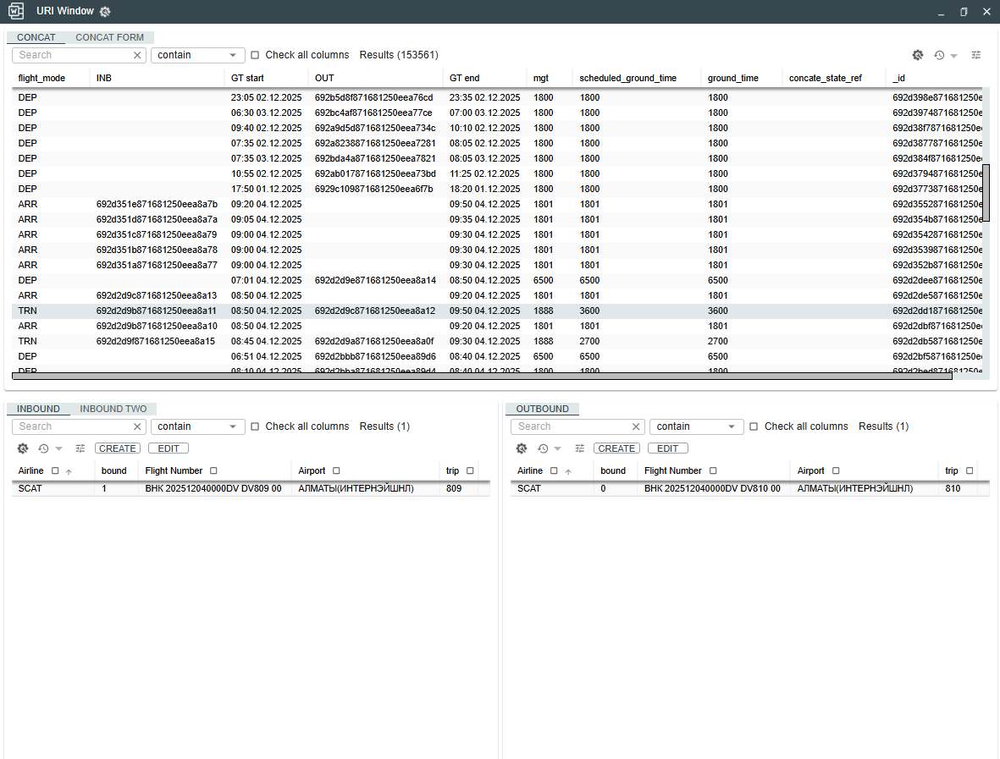 URI Window
CONCAT CONCAT FORM
Search contain Check all columns Results (153561)
flight_mode INB GT start OUT GT end mgt scheduled_ground_time ground_time concate_state_ref _id
DEP 23:05 02.12.2025 692b5d8f871681250eea76cd 23:35 02.12.2025 1800 1800 1800 692d398e871681250e
DEP 06:30 03.12.2025 692bc4af871681250eea77ce 07:00 03.12.2025 1800 1800 1800 692d3974871681250e
DEP 09:40 02.12.2025 692a9d5d871681250eea734c 10:10 02.12.2025 1800 1800 1800 692d38f7871681250e
DEP 07:35 02.12.2025 692a8238871681250eea7281 08:05 02.12.2025 1800 1800 1800 692d3877871681250e
DEP 07:35 03.12.2025 692bda4a871681250eea7821 08:05 03.12.2025 1800 1800 1800 692d384f871681250e
DEP 10:55 02.12.2025 692ab017871681250eea73bd 11:25 02.12.2025 1800 1800 1800 692d3794871681250e
DEP 17:50 01.12.2025 6929c109871681250eea6f7b 18:20 01.12.2025 1800 1800 1800 692d3773871681250e
ARR 692d351e871681250eea8a7b 09:20 04.12.2025 09:50 04.12.2025 1801 1801 1801 692d3552871681250e
ARR 692d351d871681250eea8a7a 09:05 04.12.2025 09:35 04.12.2025 1801 1801 1801 692d354b871681250e
ARR 692d351c871681250eea8a79 09:00 04.12.2025 09:30 04.12.2025 1801 1801 1801 692d3542871681250e
ARR 692d351b871681250eea8a78 09:00 04.12.2025 09:30 04.12.2025 1801 1801 1801 692d3539871681250e
ARR 692d351a871681250eea8a77 09:00 04.12.2025 09:30 04.12.2025 1801 1801 1801 692d352b871681250e
DEP 07:01 04.12.2025 692d2d9e871681250eea8a14 08:50 04.12.2025 6500 6500 6500 692d2dee871681250e
ARR 692d2d9c871681250eea8a13 08:50 04.12.2025 09:20 04.12.2025 1801 1801 1801 692d2de5871681250e
TRN 692d2d9b871681250eea8a11 08:50 04.12.2025 692d2d9c871681250eea8a12 09:50 04.12.2025 1888 3600 3600 692d2dd1871681250e
ARR 692d2d9b871681250eea8a10 08:50 04.12.2025 09:20 04.12.2025 1801 1801 1801 692d2dbf871681250e
TRN 692d2d9f871681250eea8a15 08:45 04.12.2025 692d2d9a871681250eea8a0f 09:30 04.12.2025 1888 2700 2700 692d2db5871681250e
DEP 06:51 04.12.2025 692d2bbb871681250eea89d6 08:40 04.12.2025 6500 6500 6500 692d2bf5871681250e
DEP 08:10 04.12.2025 692d2bba871681250eea89d4 08:40 04.12.2025 1800 1800 1800 692d2bed871681250e
INBOUND INBOUND TWO
Search contain Check all columns Results (1)
CREATE EDIT
Airline bound Flight Number Airport trip
SCAT 1 ВНК 202512040000DV DV809 00 АЛМАТЫ(ИНТЕРНЭЙШНЛ) 809
OUTBOUND
Search contain Check all columns Results (1)
CREATE EDIT
Airline bound Flight Number Airport trip
SCAT 0 ВНК 202512040000DV DV810 00 АЛМАТЫ(ИНТЕРНЭЙШНЛ) 810